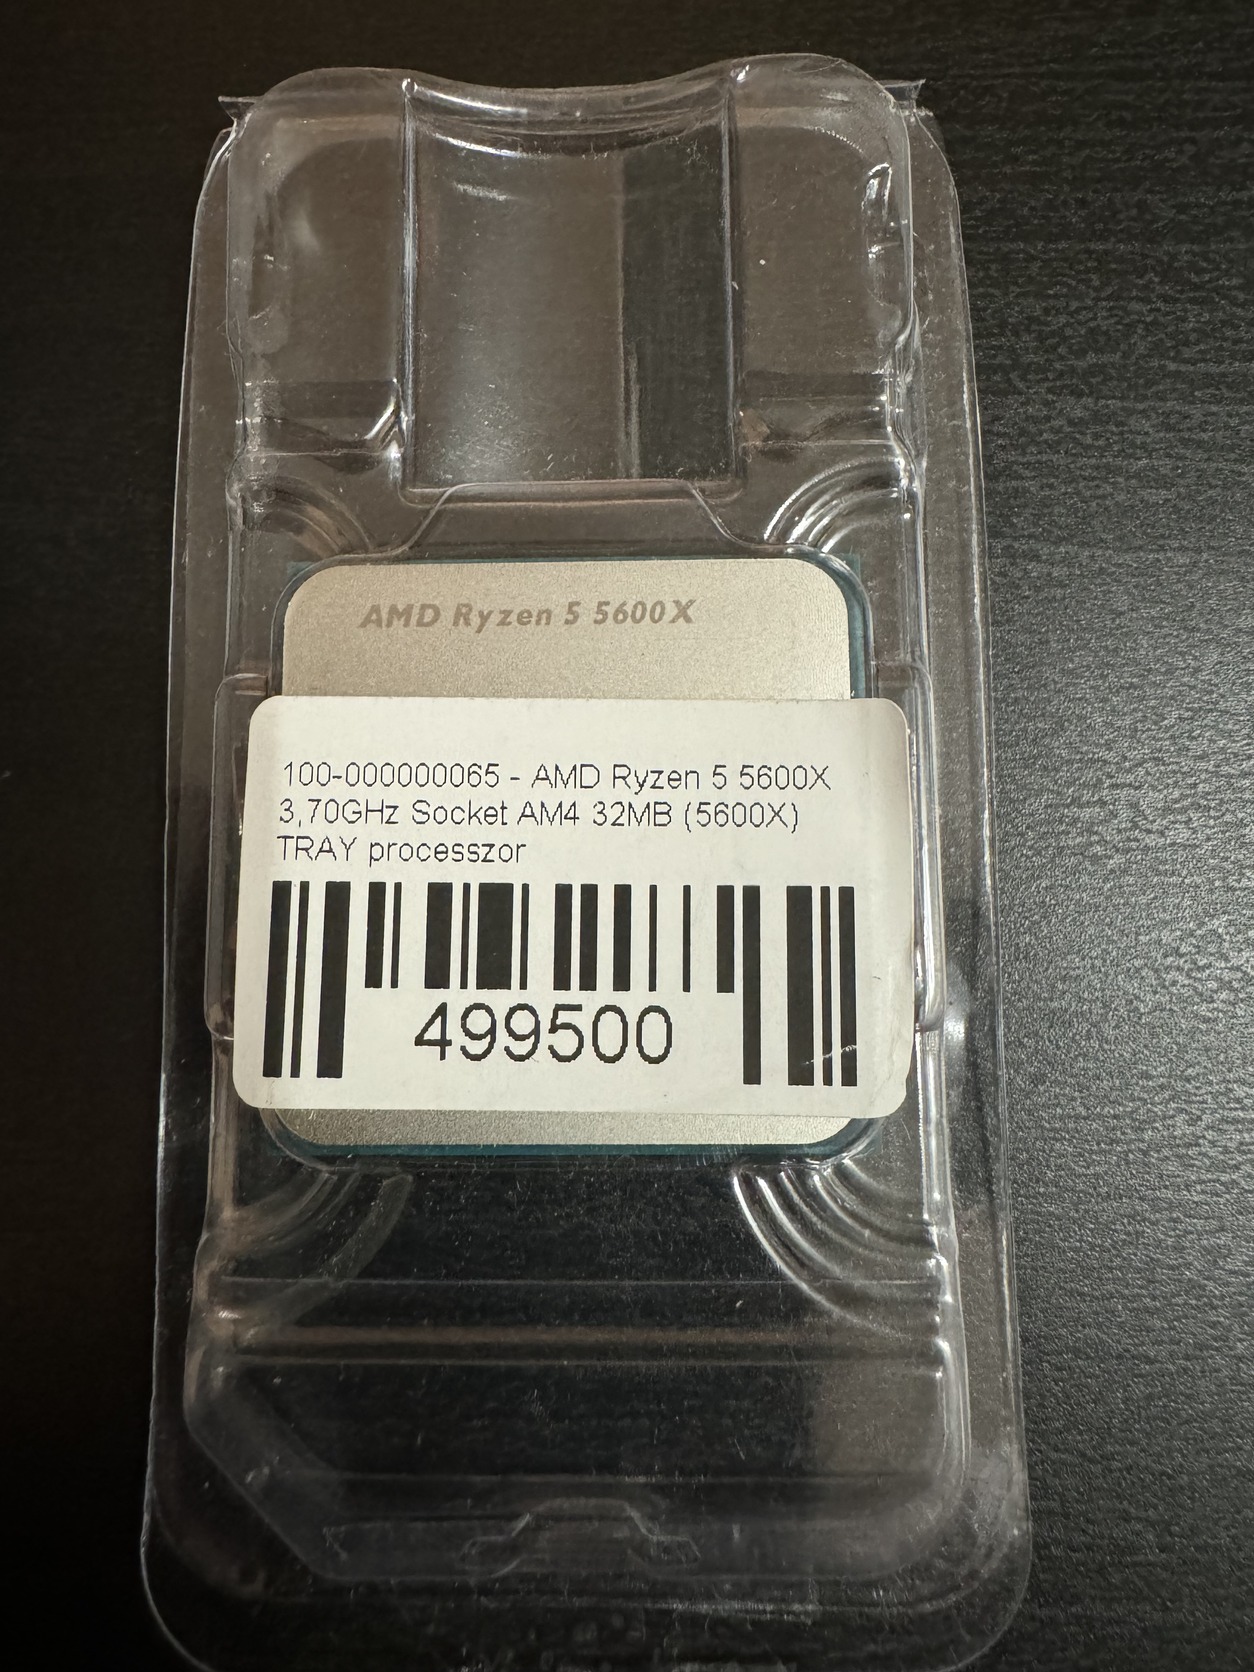 AMD Ryzen 5 5600X
100-000000065 - AMD Ryzen 5 5600X
3,70GHz Socket AM4 32MB (5600X)
TRAY processzor
499500